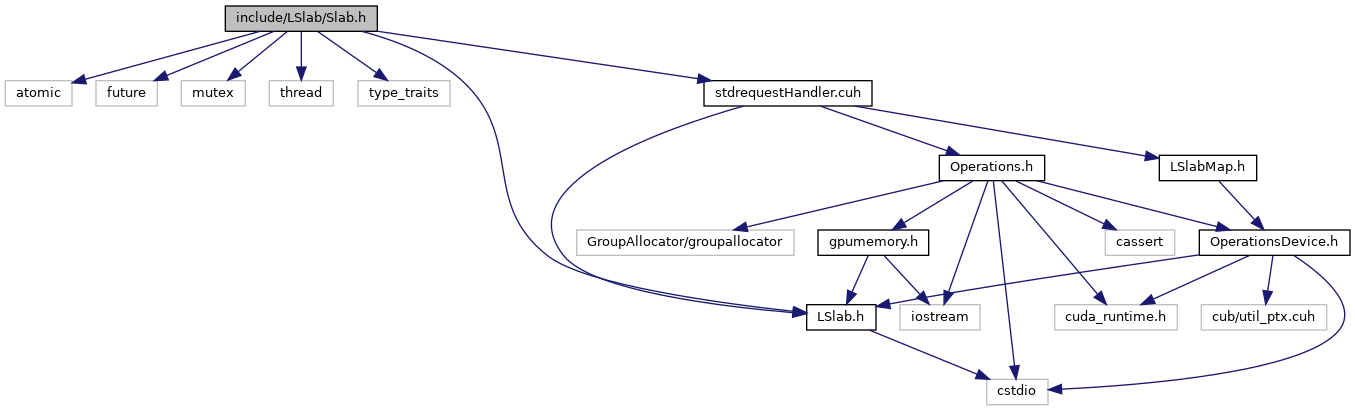 include/LSlab/Slab.h
atomic
future
mutex
thread
type_traits
stdrequestHandler.cuh
Operations.h
LSlabMap.h
GroupAllocator/groupallocator
gpumemory.h
cassert
OperationsDevice.h
LSlab.h
iostream
cuda_runtime.h
cub/util_ptx.cuh
cstdio